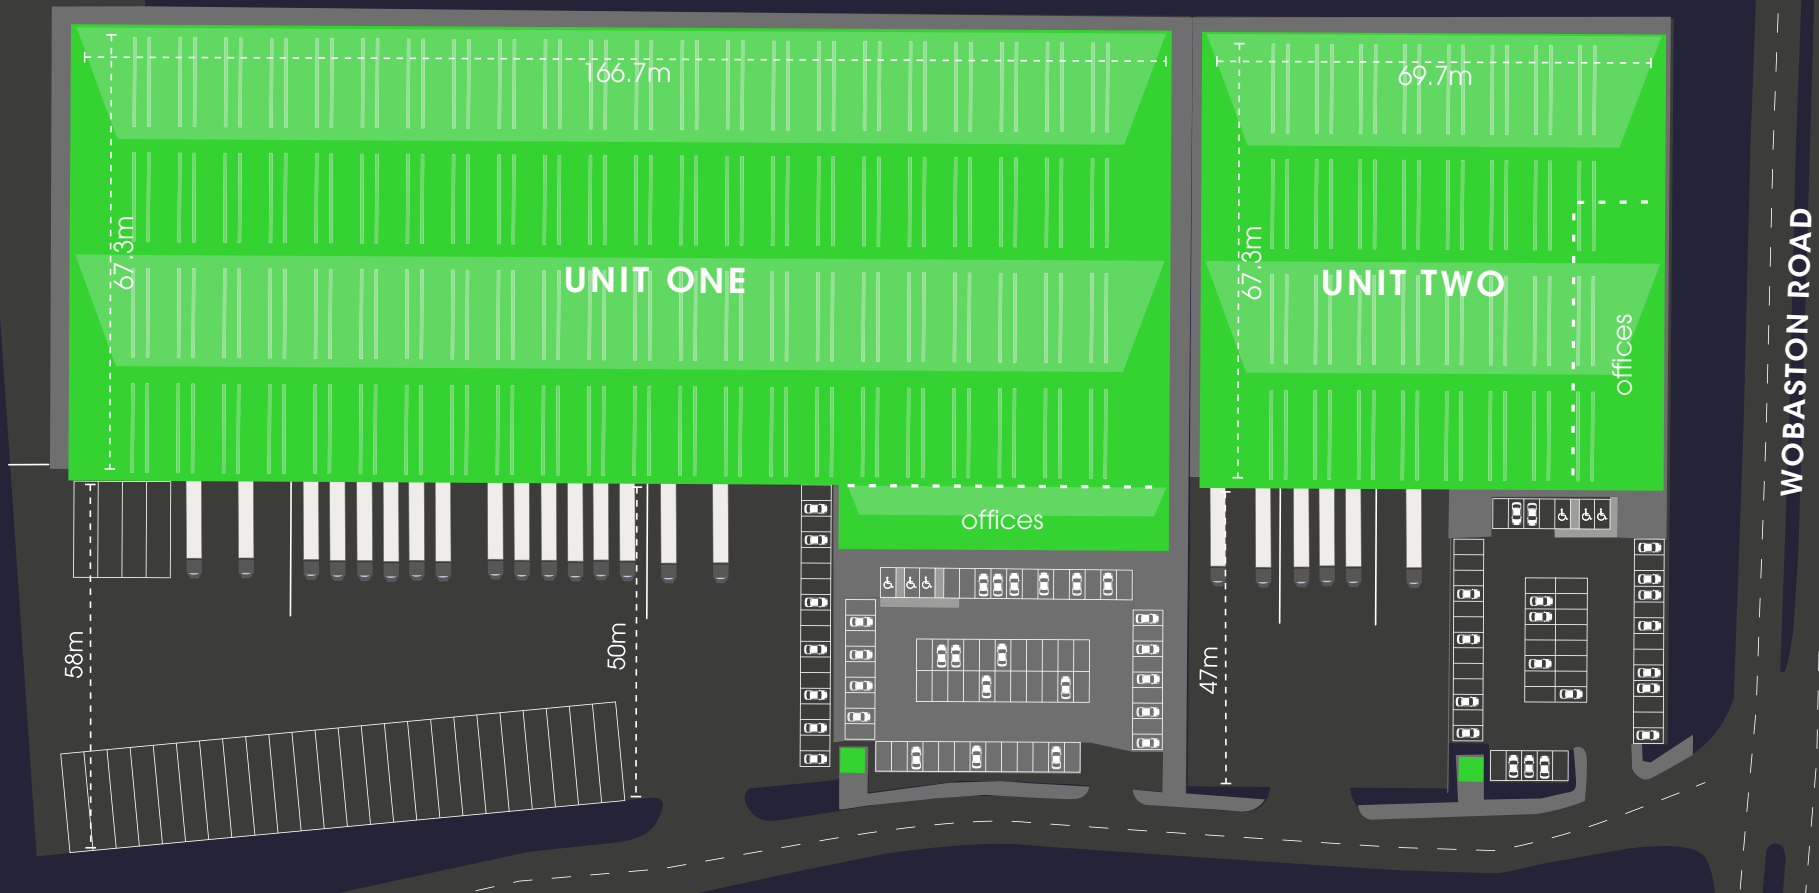 166.7m
69.7m
67.3m
67.3m
UNIT ONE
UNIT TWO
offices
WOBASTON ROAD
offices
58m
50m
47m